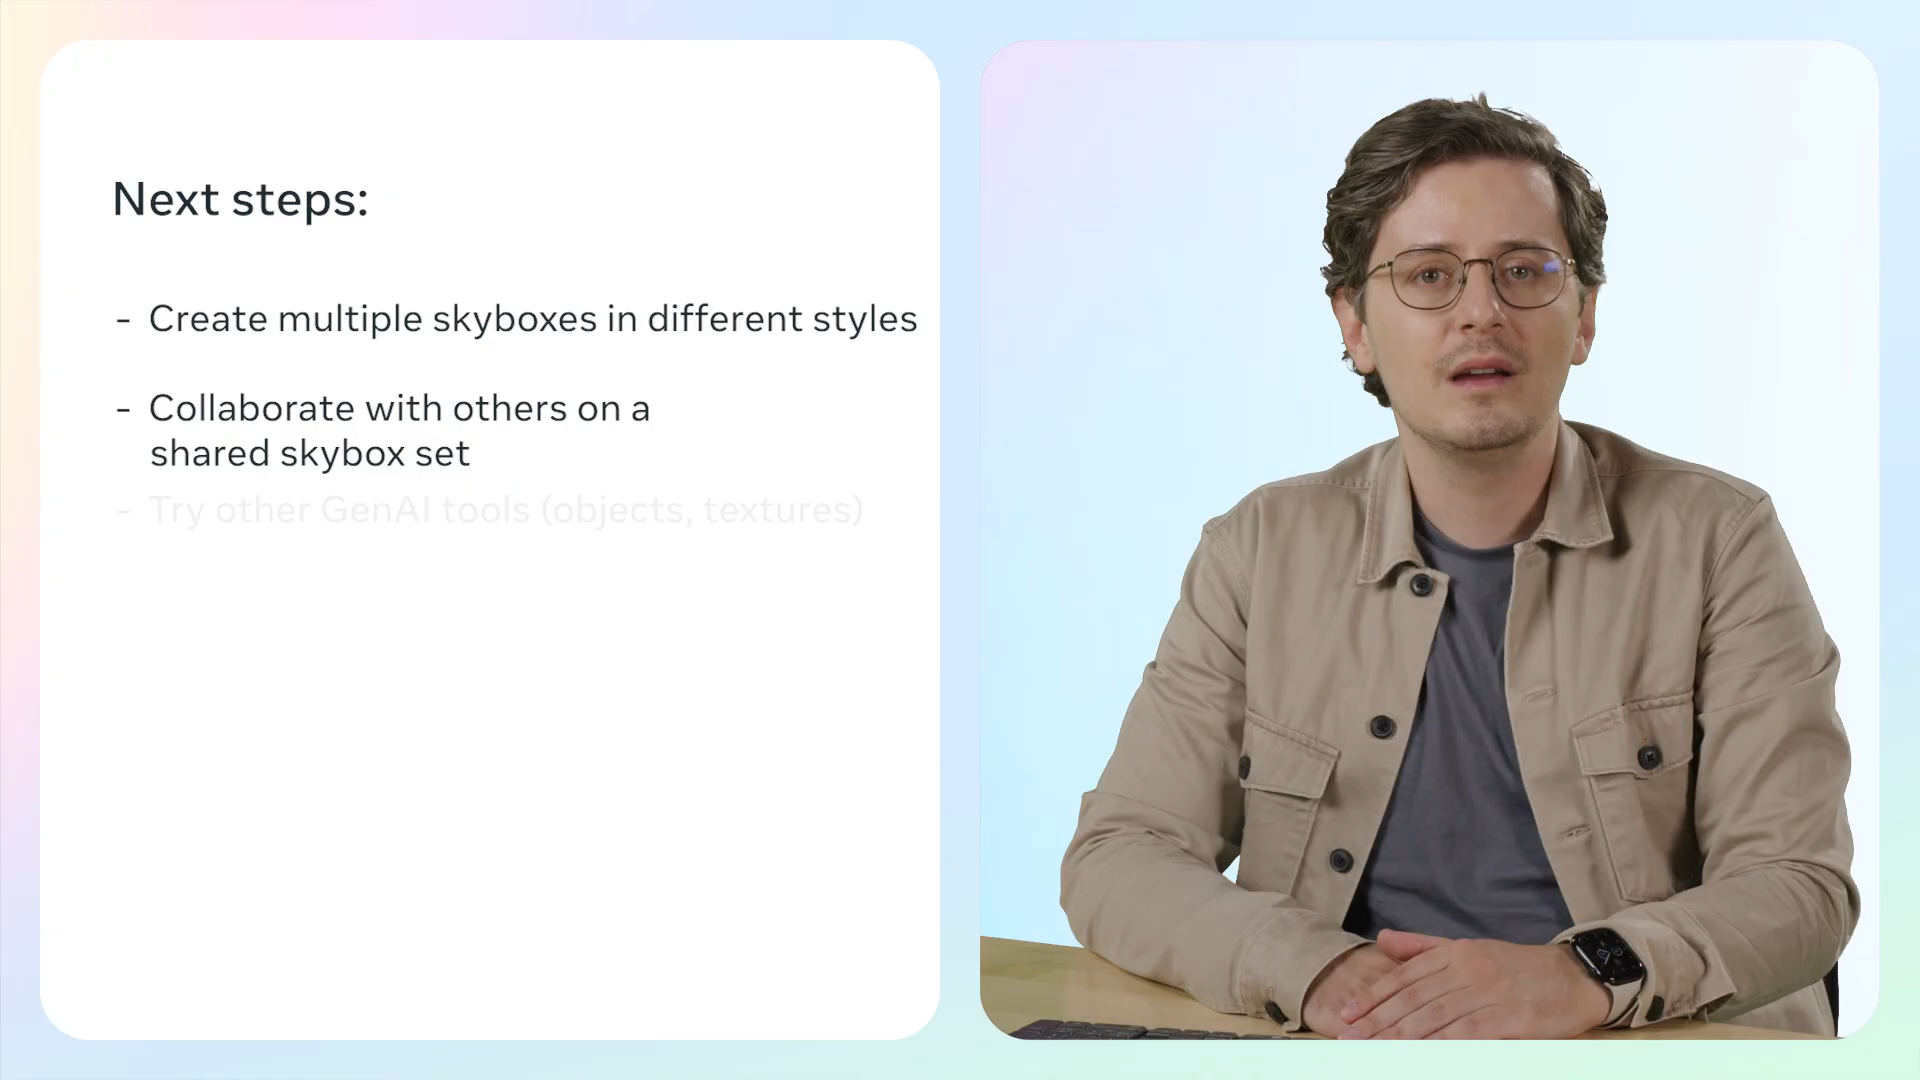 Next steps:
- Create multiple skyboxes in different styles
- Collaborate with others on a
shared skybox set
- Try other GenAI tools (objects, textures)